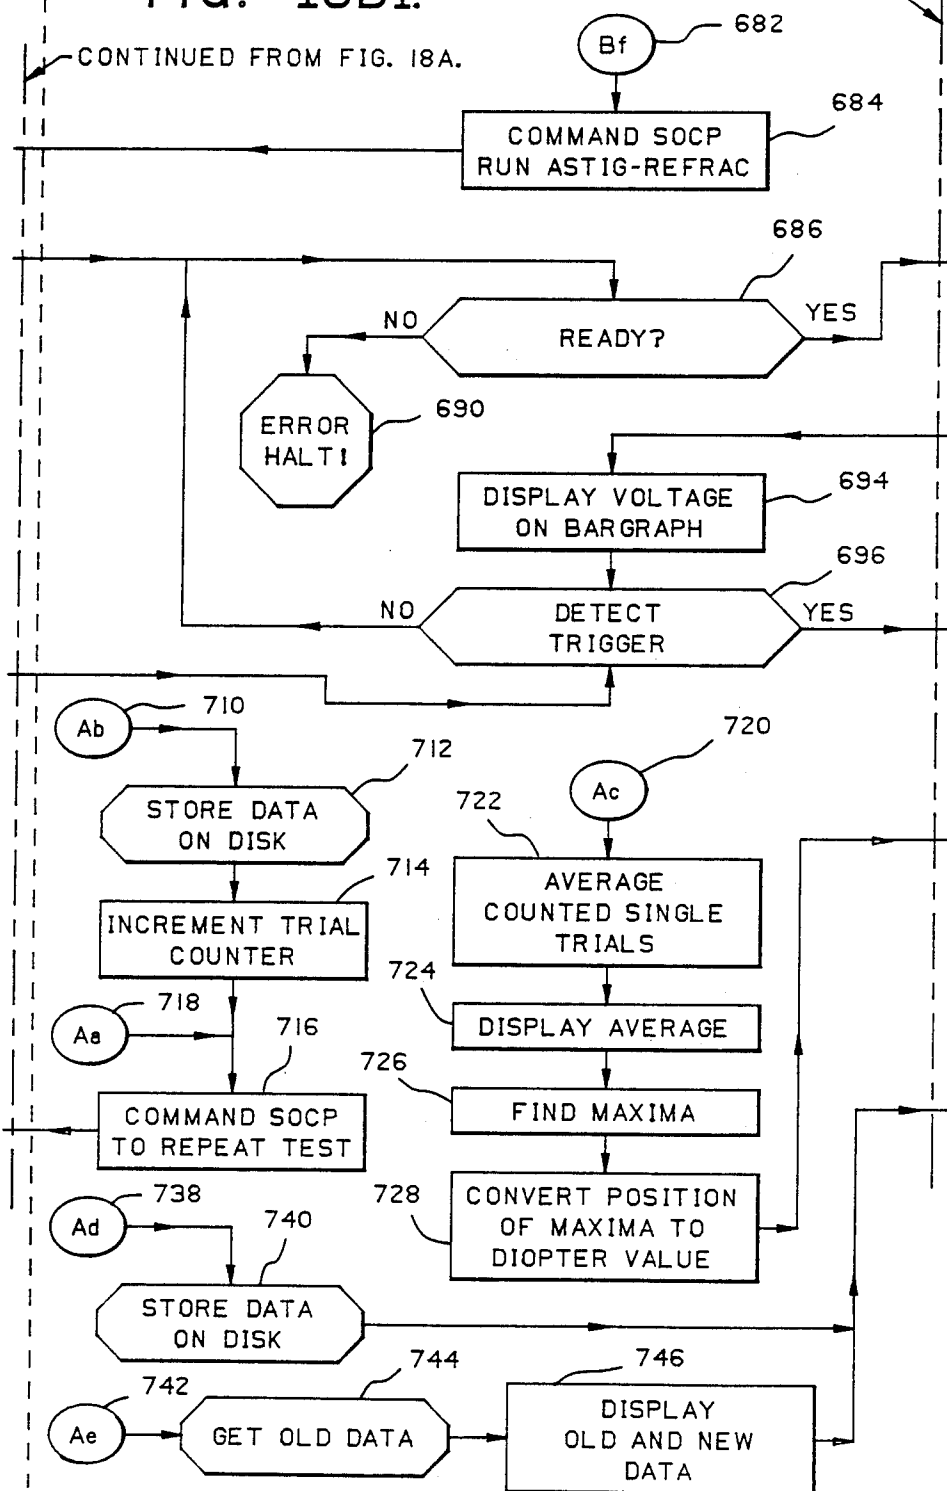 FIG. 18B1.
CONTINUED FROM FIG. 18A.
Bf
682
COMMAND SOCP
RUN ASTIG-REFRAC
684
686
NO
READY?
YES
ERROR
HALT!
690
DISPLAY VOLTAGE
ON BARGRAPH
694
696
NO
DETECT
TRIGGER
YES
Ab
710
712
STORE DATA
ON DISK
714
INCREMENT TRIAL
COUNTER
Aa
718
716
COMMAND SOCP
TO REPEAT TEST
720
Ac
722
AVERAGE
COUNTED SINGLE
TRIALS
724
DISPLAY AVERAGE
726
FIND MAXIMA
728
CONVERT POSITION
OF MAXIMA TO
DIOPTER VALUE
Ad
738
740
STORE DATA
ON DISK
Ae
742
744
GET OLD DATA
746
DISPLAY
OLD AND NEW
DATA